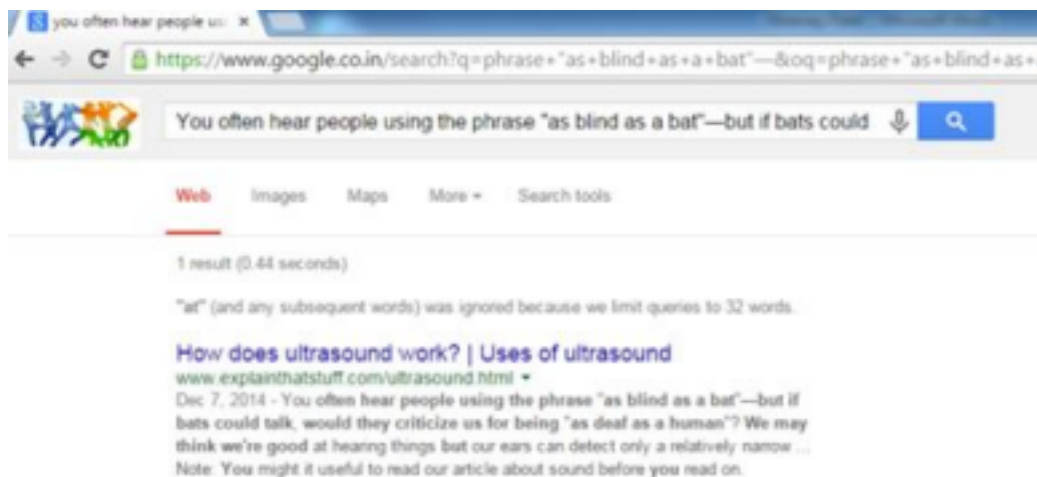 you often hear people us
https://www.google.co.in/search?q=phrase+"as+blind+as+a+bat"—&oq=phrase+"as+blind+as+
You often hear people using the phrase "as blind as a bat"—but if bats could
Web Images Maps More Search tools
1 result (0.44 seconds)
"at" (and any subsequent words) was ignored because we limit queries to 32 words.
How does ultrasound work? | Uses of ultrasound
www.explainthatstuff.com/ultrasound.html
Dec 7, 2014 - You often hear people using the phrase "as blind as a bat"—but if
bats could talk, would they criticize us for being "as deaf as a human"? We may
think we're good at hearing things but our ears can detect only a relatively narrow ...
Note: You might it useful to read our article about sound before you read on.